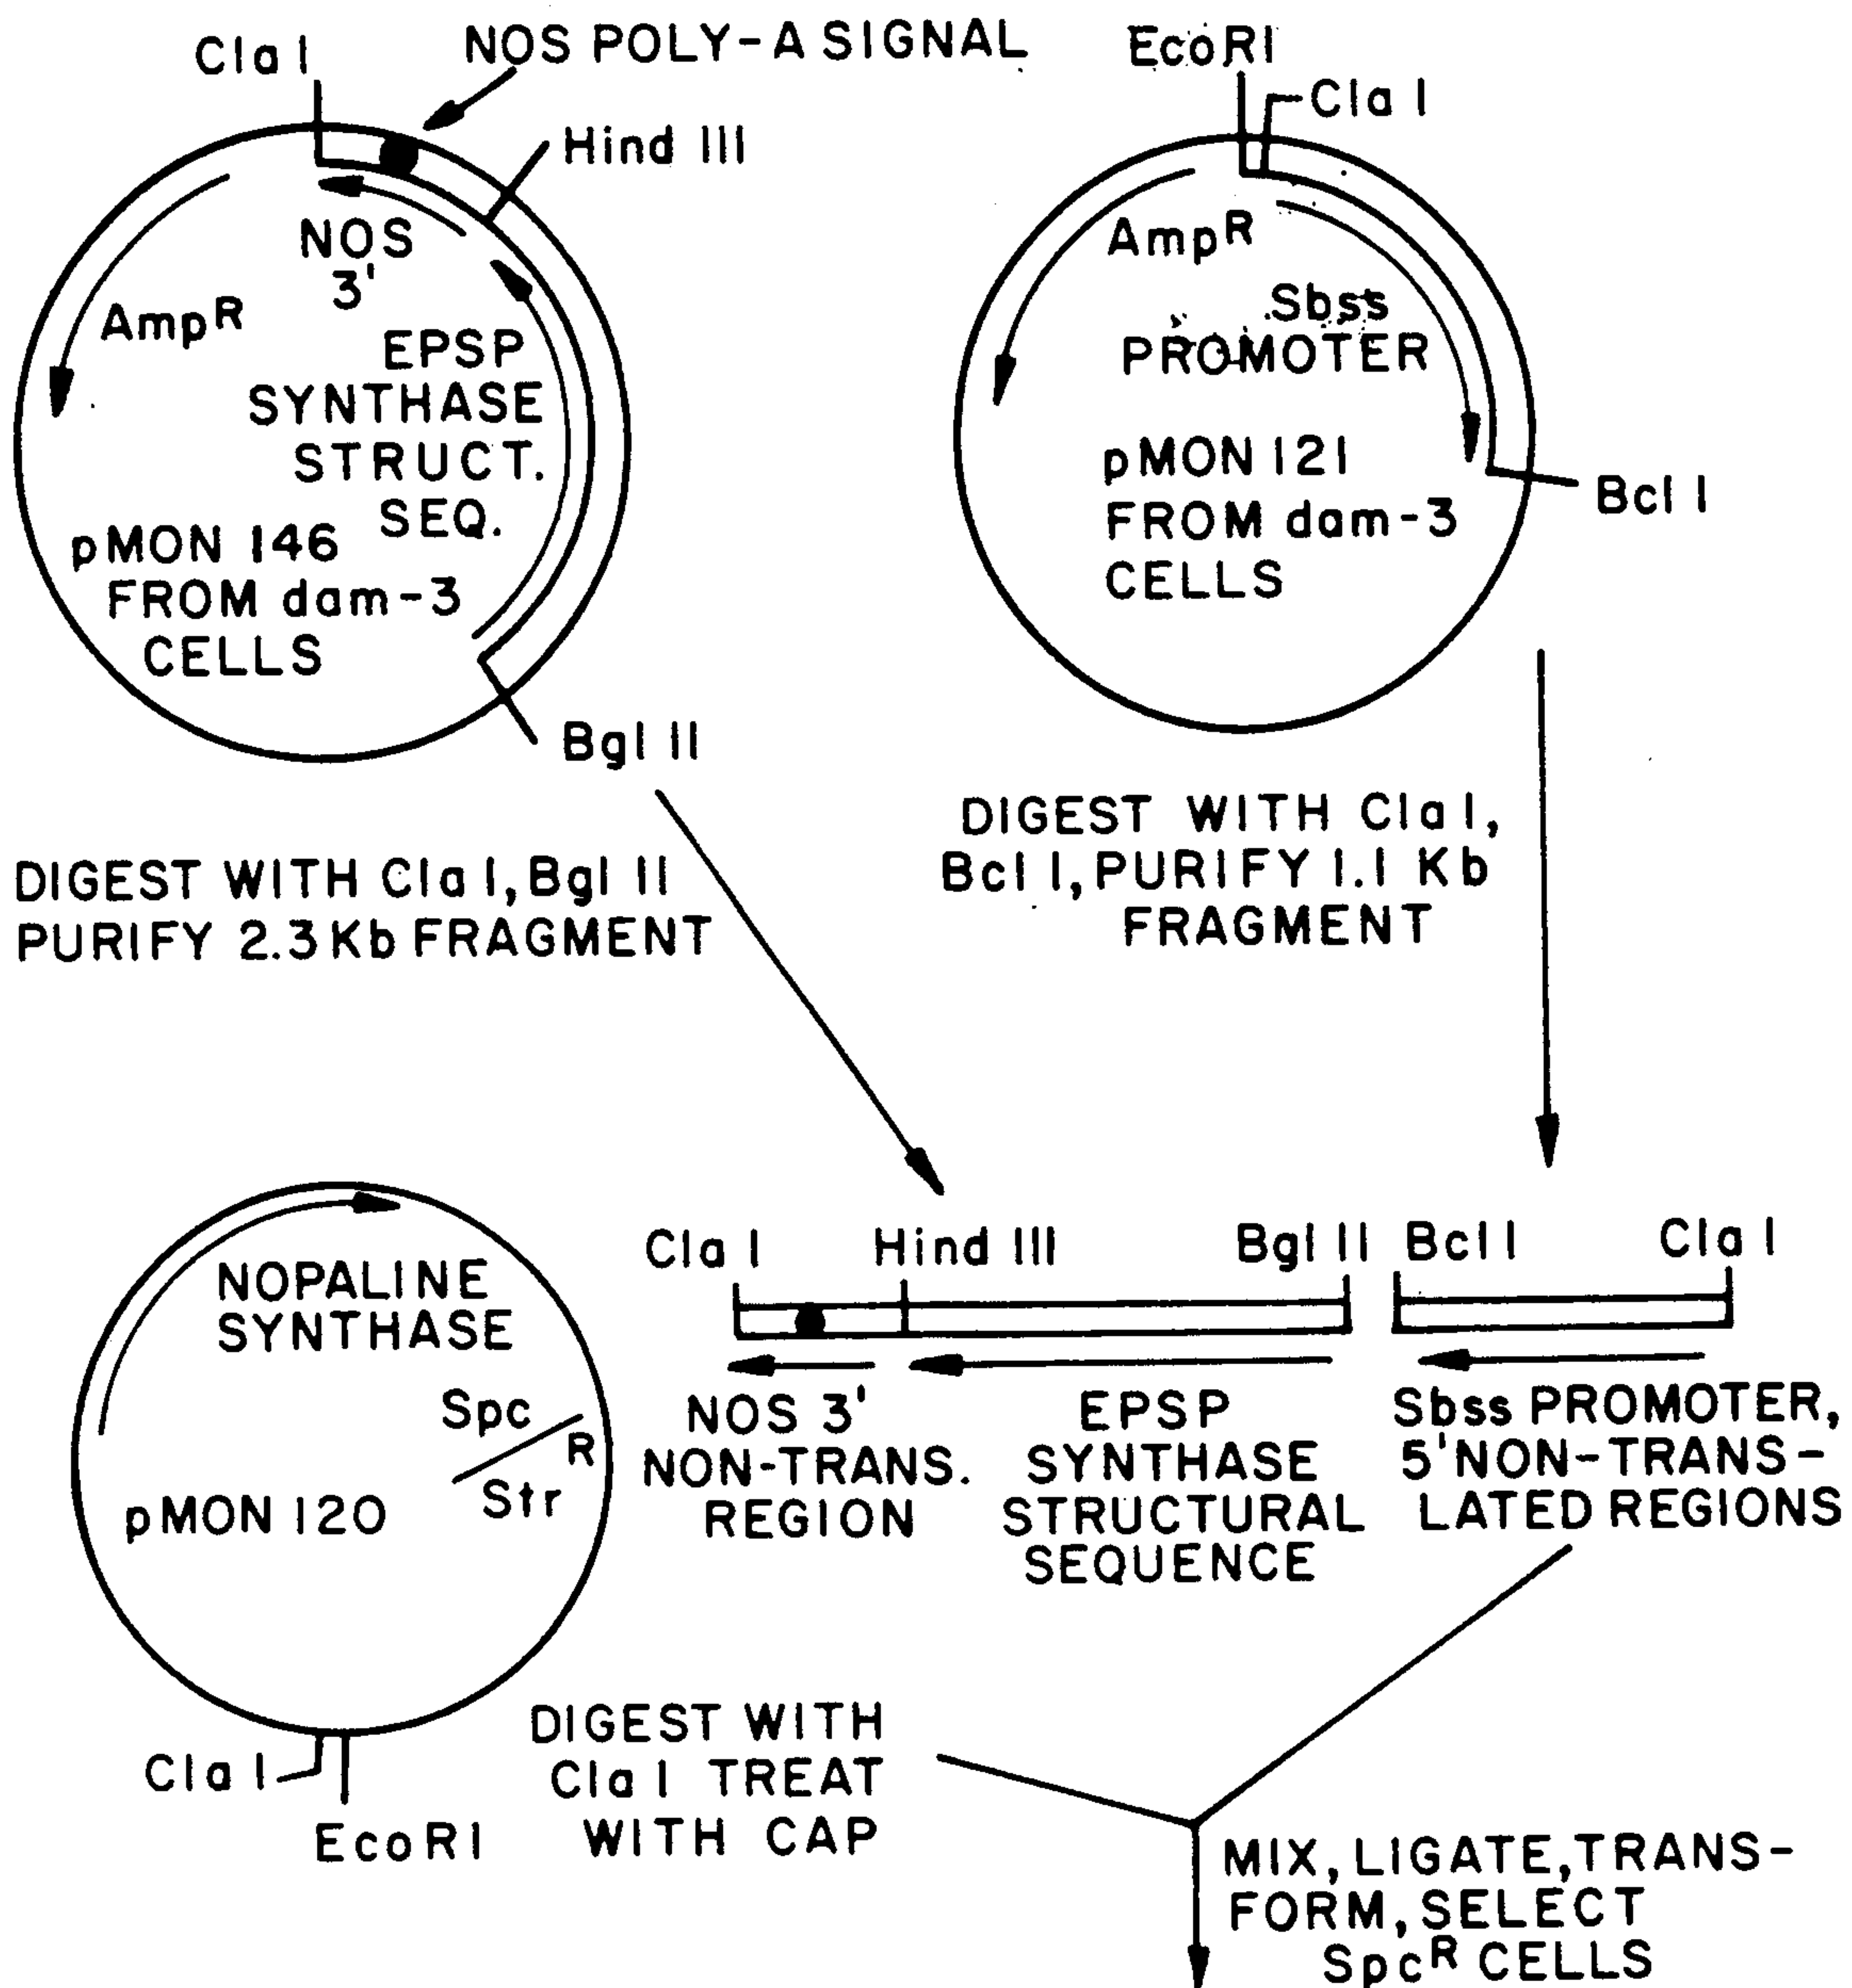 Cla I
NOS POLY-A SIGNAL
Hind III
NOS
3'
AmpR
EPSP
SYNTHASE
STRUCT.
SEQ.
pMON 146
FROM dam-3
CELLS
Bgl II
EcoRI
Cla I
AmpR
Sbss
PROMOTER
pMON 121
FROM dam-3
CELLS
Bcl I
DIGEST WITH Cla I, Bgl II
PURIFY 2.3 Kb FRAGMENT
DIGEST WITH Cla I,
Bcl I, PURIFY 1.1 Kb
FRAGMENT
NOPALINE
SYNTHASE
Spc
R
Str
pMON 120
Cla I
EcoRI
Cla I
Hind III
Bgl II
Bcl I
Cla I
NOS 3'
NON-TRANS.
REGION
EPSP
SYNTHASE
STRUCTURAL
SEQUENCE
Sbss PROMOTER,
5' NON-TRANS-
LATED REGIONS
DIGEST WITH
Cla I TREAT
WITH CAP
MIX, LIGATE, TRANS-
FORM, SELECT
SpcR CELLS